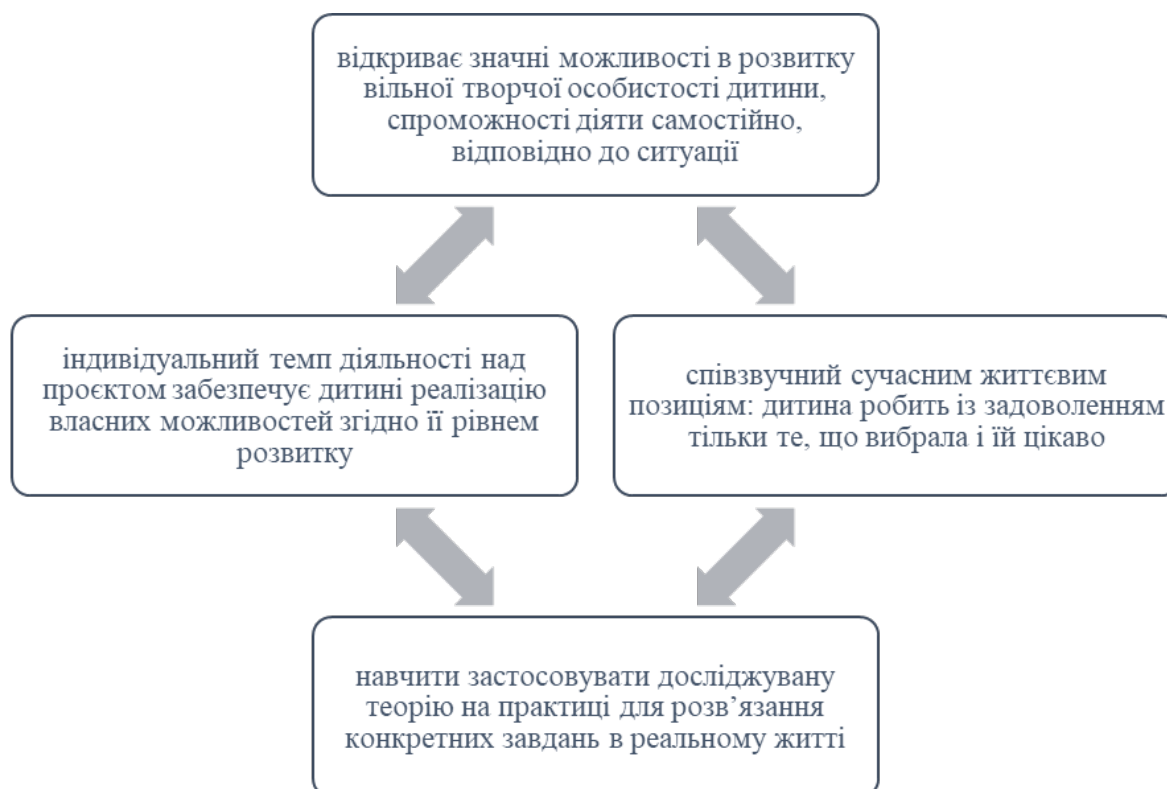 відкриває значні можливості в розвитку
вільної творчої особистості дитини,
спроможності діяти самостійно,
відповідно до ситуації
індивідуальний темп діяльності над
проєктом забезпечує дитині реалізацію
власних можливостей згідно її рівнем
розвитку
співзвучний сучасним життєвим
позиціям: дитина робить із задоволенням
тільки те, що вибрала і їй цікаво
навчити застосовувати досліджувану
теорію на практиці для розв’язання
конкретних завдань в реальному житті